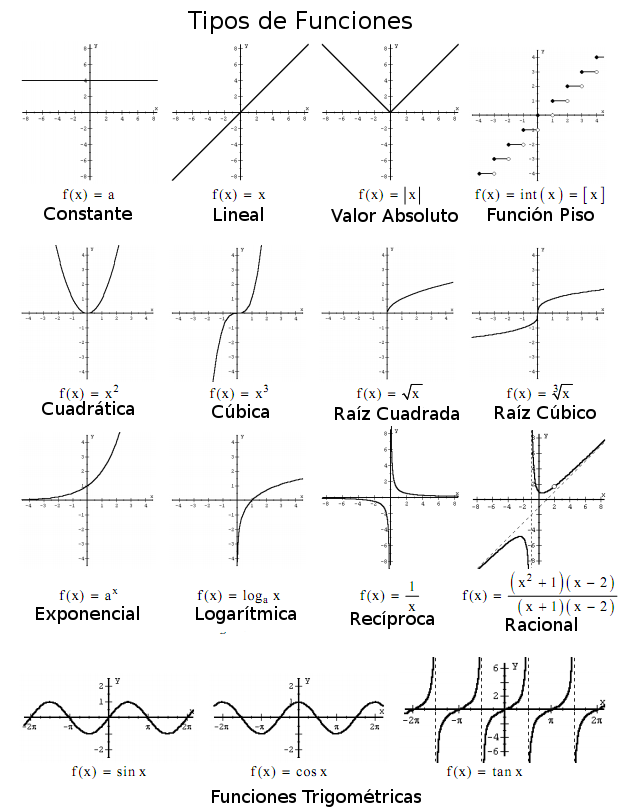 Tipos de Funciones
f(x) = a
f(x) = x
f(x) = |x|
f(x) = int(x) = [x]
Constante
Lineal
Valor Absoluto
Función Piso
f(x) = x²
f(x) = x³
f(x) = √x
f(x) = ∛x
Cuadrática
Cúbica
Raíz Cuadrada
Raíz Cúbico
f(x) = aˣ
f(x) = logₐ x
f(x) = 1/x
f(x) = (x² + 1)(x − 2) / (x + 1)(x − 2)
Exponencial
Logarítmica
Recíproca
Racional
f(x) = sin x
f(x) = cos x
f(x) = tan x
Funciones Trigométricas